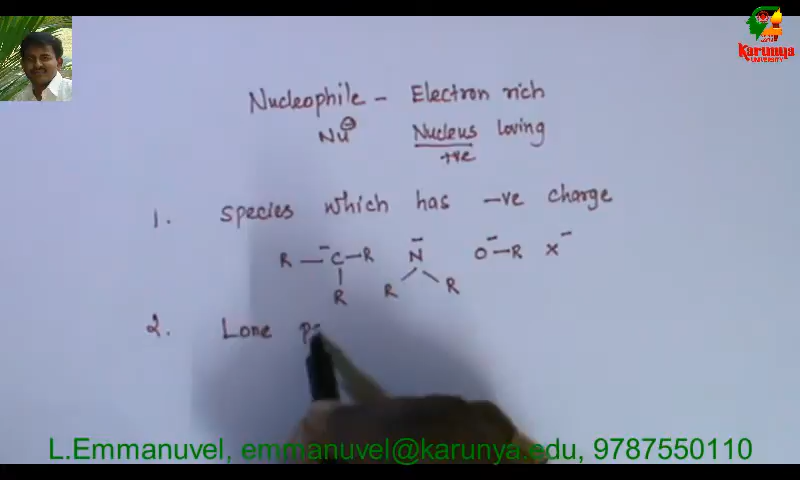 Karunya
UNIVERSITY
Nucleophile - Electron rich
Nu⊖ Nucleus loving
+ve
1. Species which has -ve charge
R — ⁻C — R N⁻ O⁻ — R X⁻
R R R
2. Lone
L.Emmanuvel, emmanuvel@karunya.edu, 9787550110